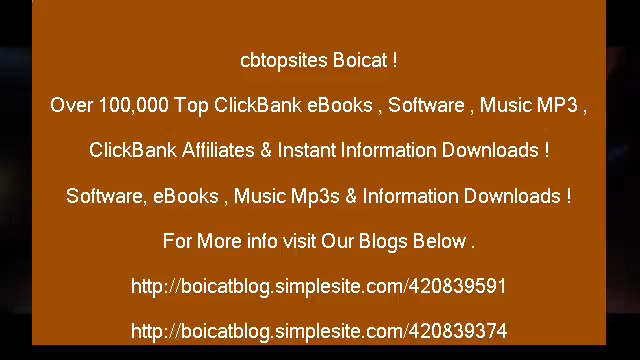 cbtopsites Boicat !
Over 100,000 Top ClickBank eBooks , Software , Music MP3 ,
ClickBank Affiliates & Instant Information Downloads !
Software, eBooks , Music Mp3s & Information Downloads !
For More info visit Our Blogs Below .
http://boicatblog.simplesite.com/420839591
http://boicatblog.simplesite.com/420839374